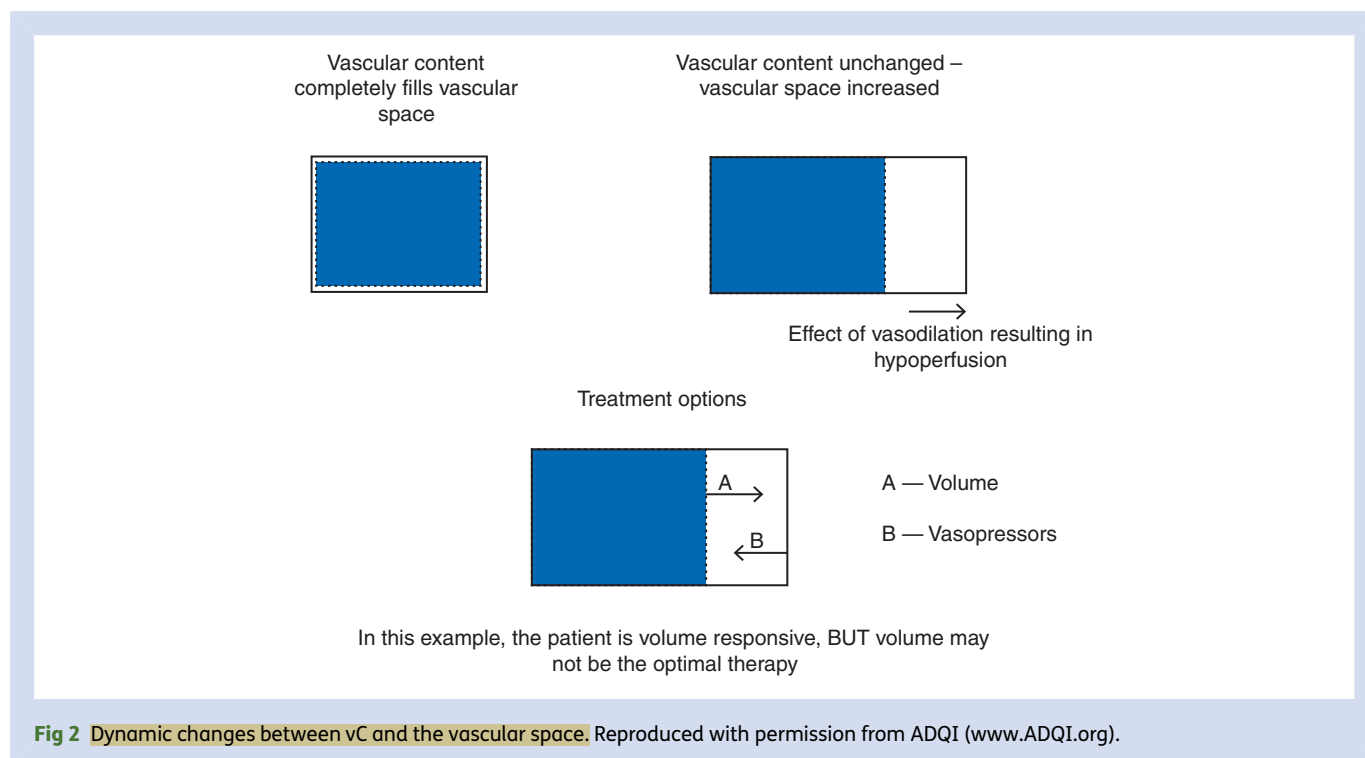 Vascular content
completely fills vascular
space
Vascular content unchanged –
vascular space increased
Effect of vasodilation resulting in
hypoperfusion
Treatment options
A
B
A — Volume
B — Vasopressors
In this example, the patient is volume responsive, BUT volume may
not be the optimal therapy
Fig 2 Dynamic changes between vC and the vascular space. Reproduced with permission from ADQI (www.ADQI.org).